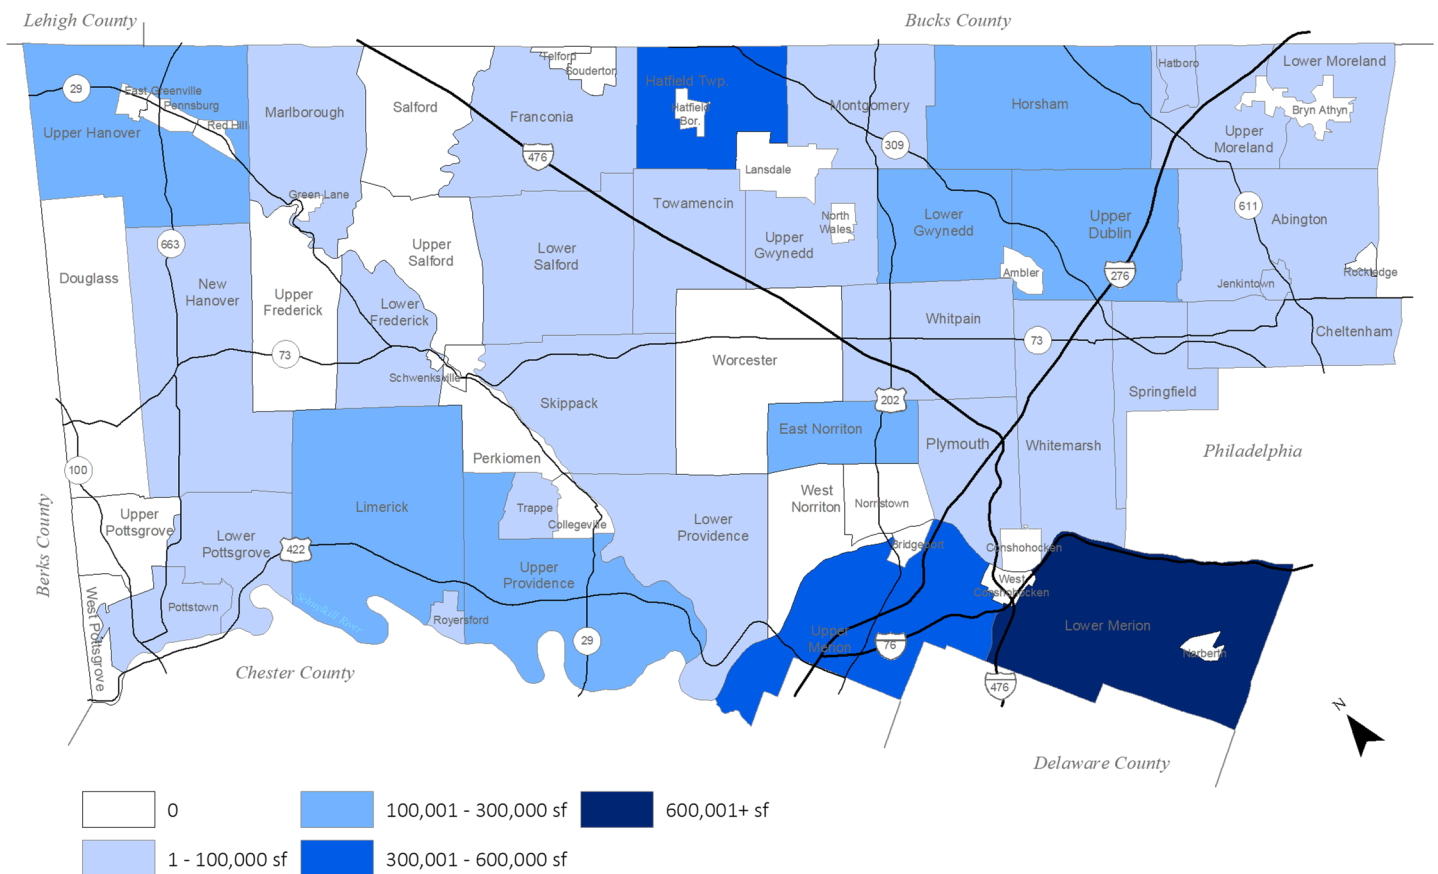 Lehigh County
Bucks County
Telford
Souderton
Hatfield Twp.
Hatfield
Bor.
Hatboro
Lower Moreland
29
East Greenville
Pennsburg
Red Hill
Upper Hanover
Marlborough
Salford
Franconia
476
Montgomery
309
Horsham
Bryn Athyn
Upper
Moreland
Lansdale
Green Lane
Towamencin
North
Wales
Lower
Gwynedd
Upper
Dublin
611
Abington
663
Upper
Salford
Lower
Salford
Upper
Gwynedd
Ambler
276
Jenkintown
Rockledge
Douglass
New
Hanover
Upper
Frederick
Lower
Frederick
Whitpain
Cheltenham
73
73
Worcester
Schwenksville
Skippack
202
Springfield
East Norriton
Plymouth
Whitemarsh
Philadelphia
100
Perkiomen
Berks County
Upper
Pottsgrove
Limerick
Trappe
Collegeville
West
Norriton
Norristown
Lower
Pottsgrove
422
Lower
Providence
Bridgeport
Conshohocken
Upper
Providence
West
Conshohocken
West Pottsgrove
Pottstown
Schuylkill River
Royersford
29
Upper
Merion
76
Lower Merion
Narberth
Chester County
476
N
Delaware County
0
100,001 - 300,000 sf
600,001+ sf
1 - 100,000 sf
300,001 - 600,000 sf